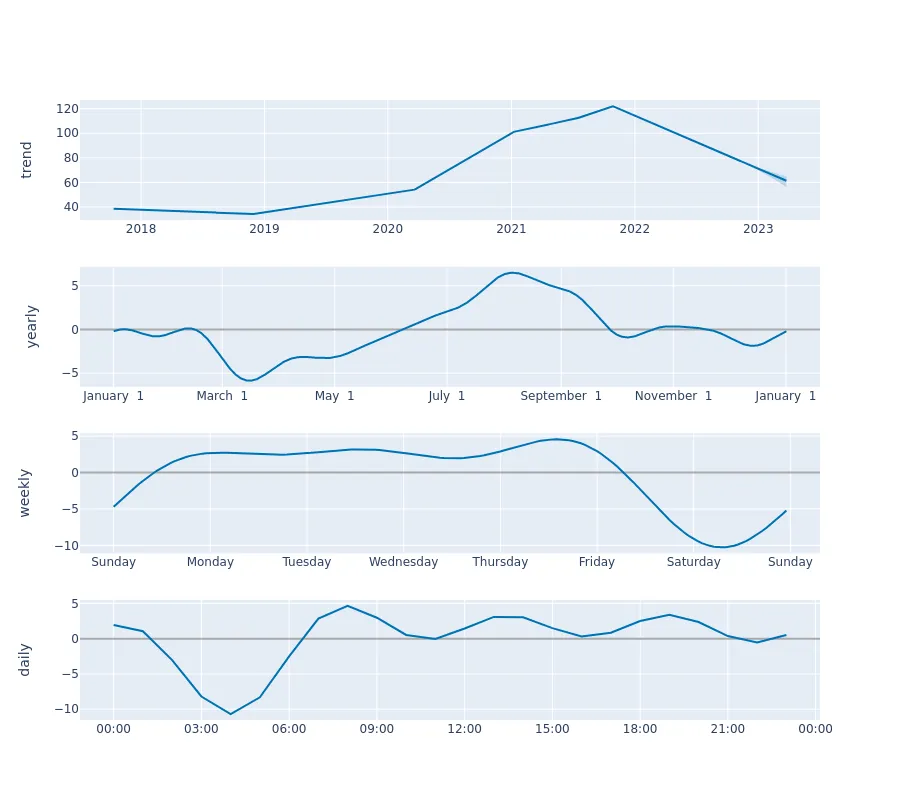 trend
120
100
80
60
40
2018 2019 2020 2021 2022 2023
yearly
5
0
−5
January 1 March 1 May 1 July 1 September 1 November 1 January 1
weekly
5
0
−5
−10
Sunday Monday Tuesday Wednesday Thursday Friday Saturday Sunday
daily
5
0
−5
−10
00:00 03:00 06:00 09:00 12:00 15:00 18:00 21:00 00:00